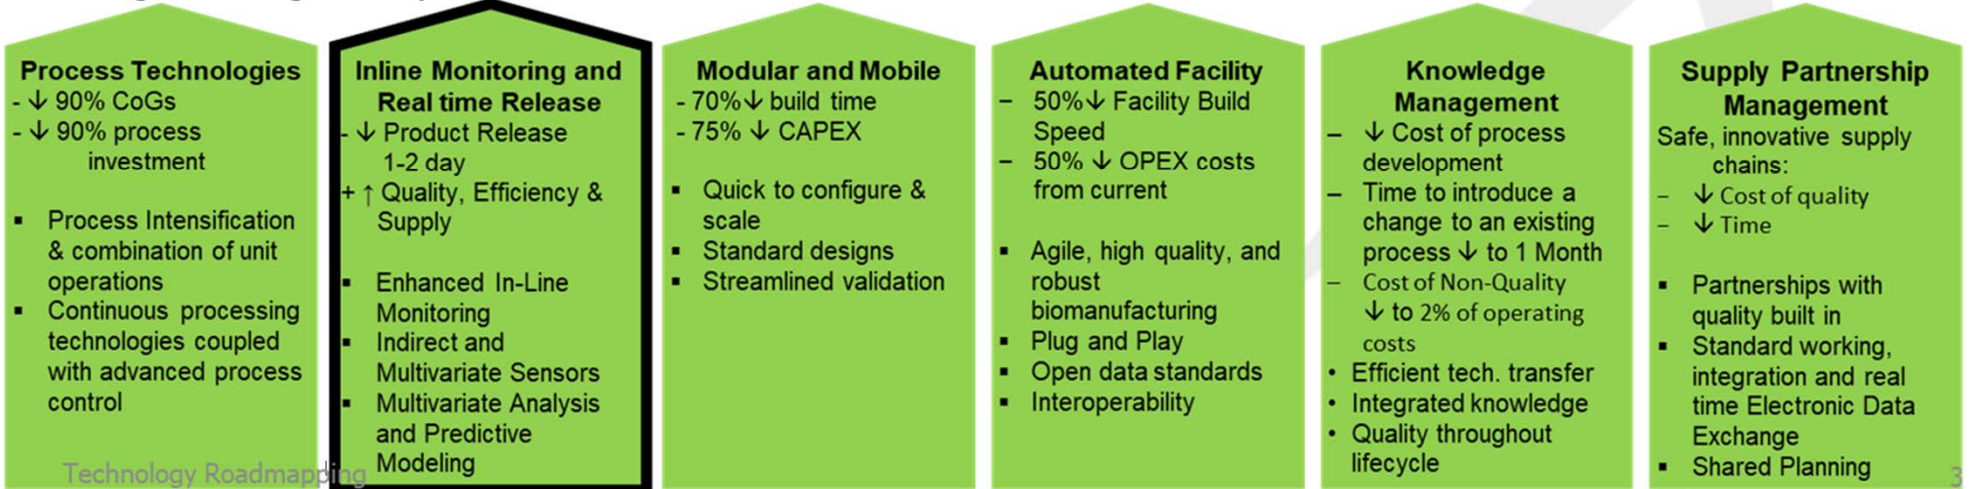 Process Technologies
- ↓ 90% CoGs
- ↓ 90% process
investment
▪ Process Intensification
& combination of unit
operations
▪ Continuous processing
technologies coupled
with advanced process
control
Inline Monitoring and
Real time Release
- ↓ Product Release
1-2 day
+ ↑ Quality, Efficiency &
Supply
▪ Enhanced In-Line
Monitoring
▪ Indirect and
Multivariate Sensors
▪ Multivariate Analysis
and Predictive
Modeling
Modular and Mobile
- 70%↓ build time
- 75% ↓ CAPEX
▪ Quick to configure &
scale
▪ Standard designs
▪ Streamlined validation
Automated Facility
– 50%↓ Facility Build
Speed
– 50% ↓ OPEX costs
from current
▪ Agile, high quality, and
robust
biomanufacturing
▪ Plug and Play
▪ Open data standards
▪ Interoperability
Knowledge
Management
– ↓ Cost of process
development
– Time to introduce a
change to an existing
process ↓ to 1 Month
– Cost of Non-Quality
↓ to 2% of operating
costs
• Efficient tech. transfer
• Integrated knowledge
• Quality throughout
lifecycle
Supply Partnership
Management
Safe, innovative supply
chains:
– ↓ Cost of quality
– ↓ Time
▪ Partnerships with
quality built in
▪ Standard working,
integration and real
time Electronic Data
Exchange
▪ Shared Planning
Technology Roadmapping
3